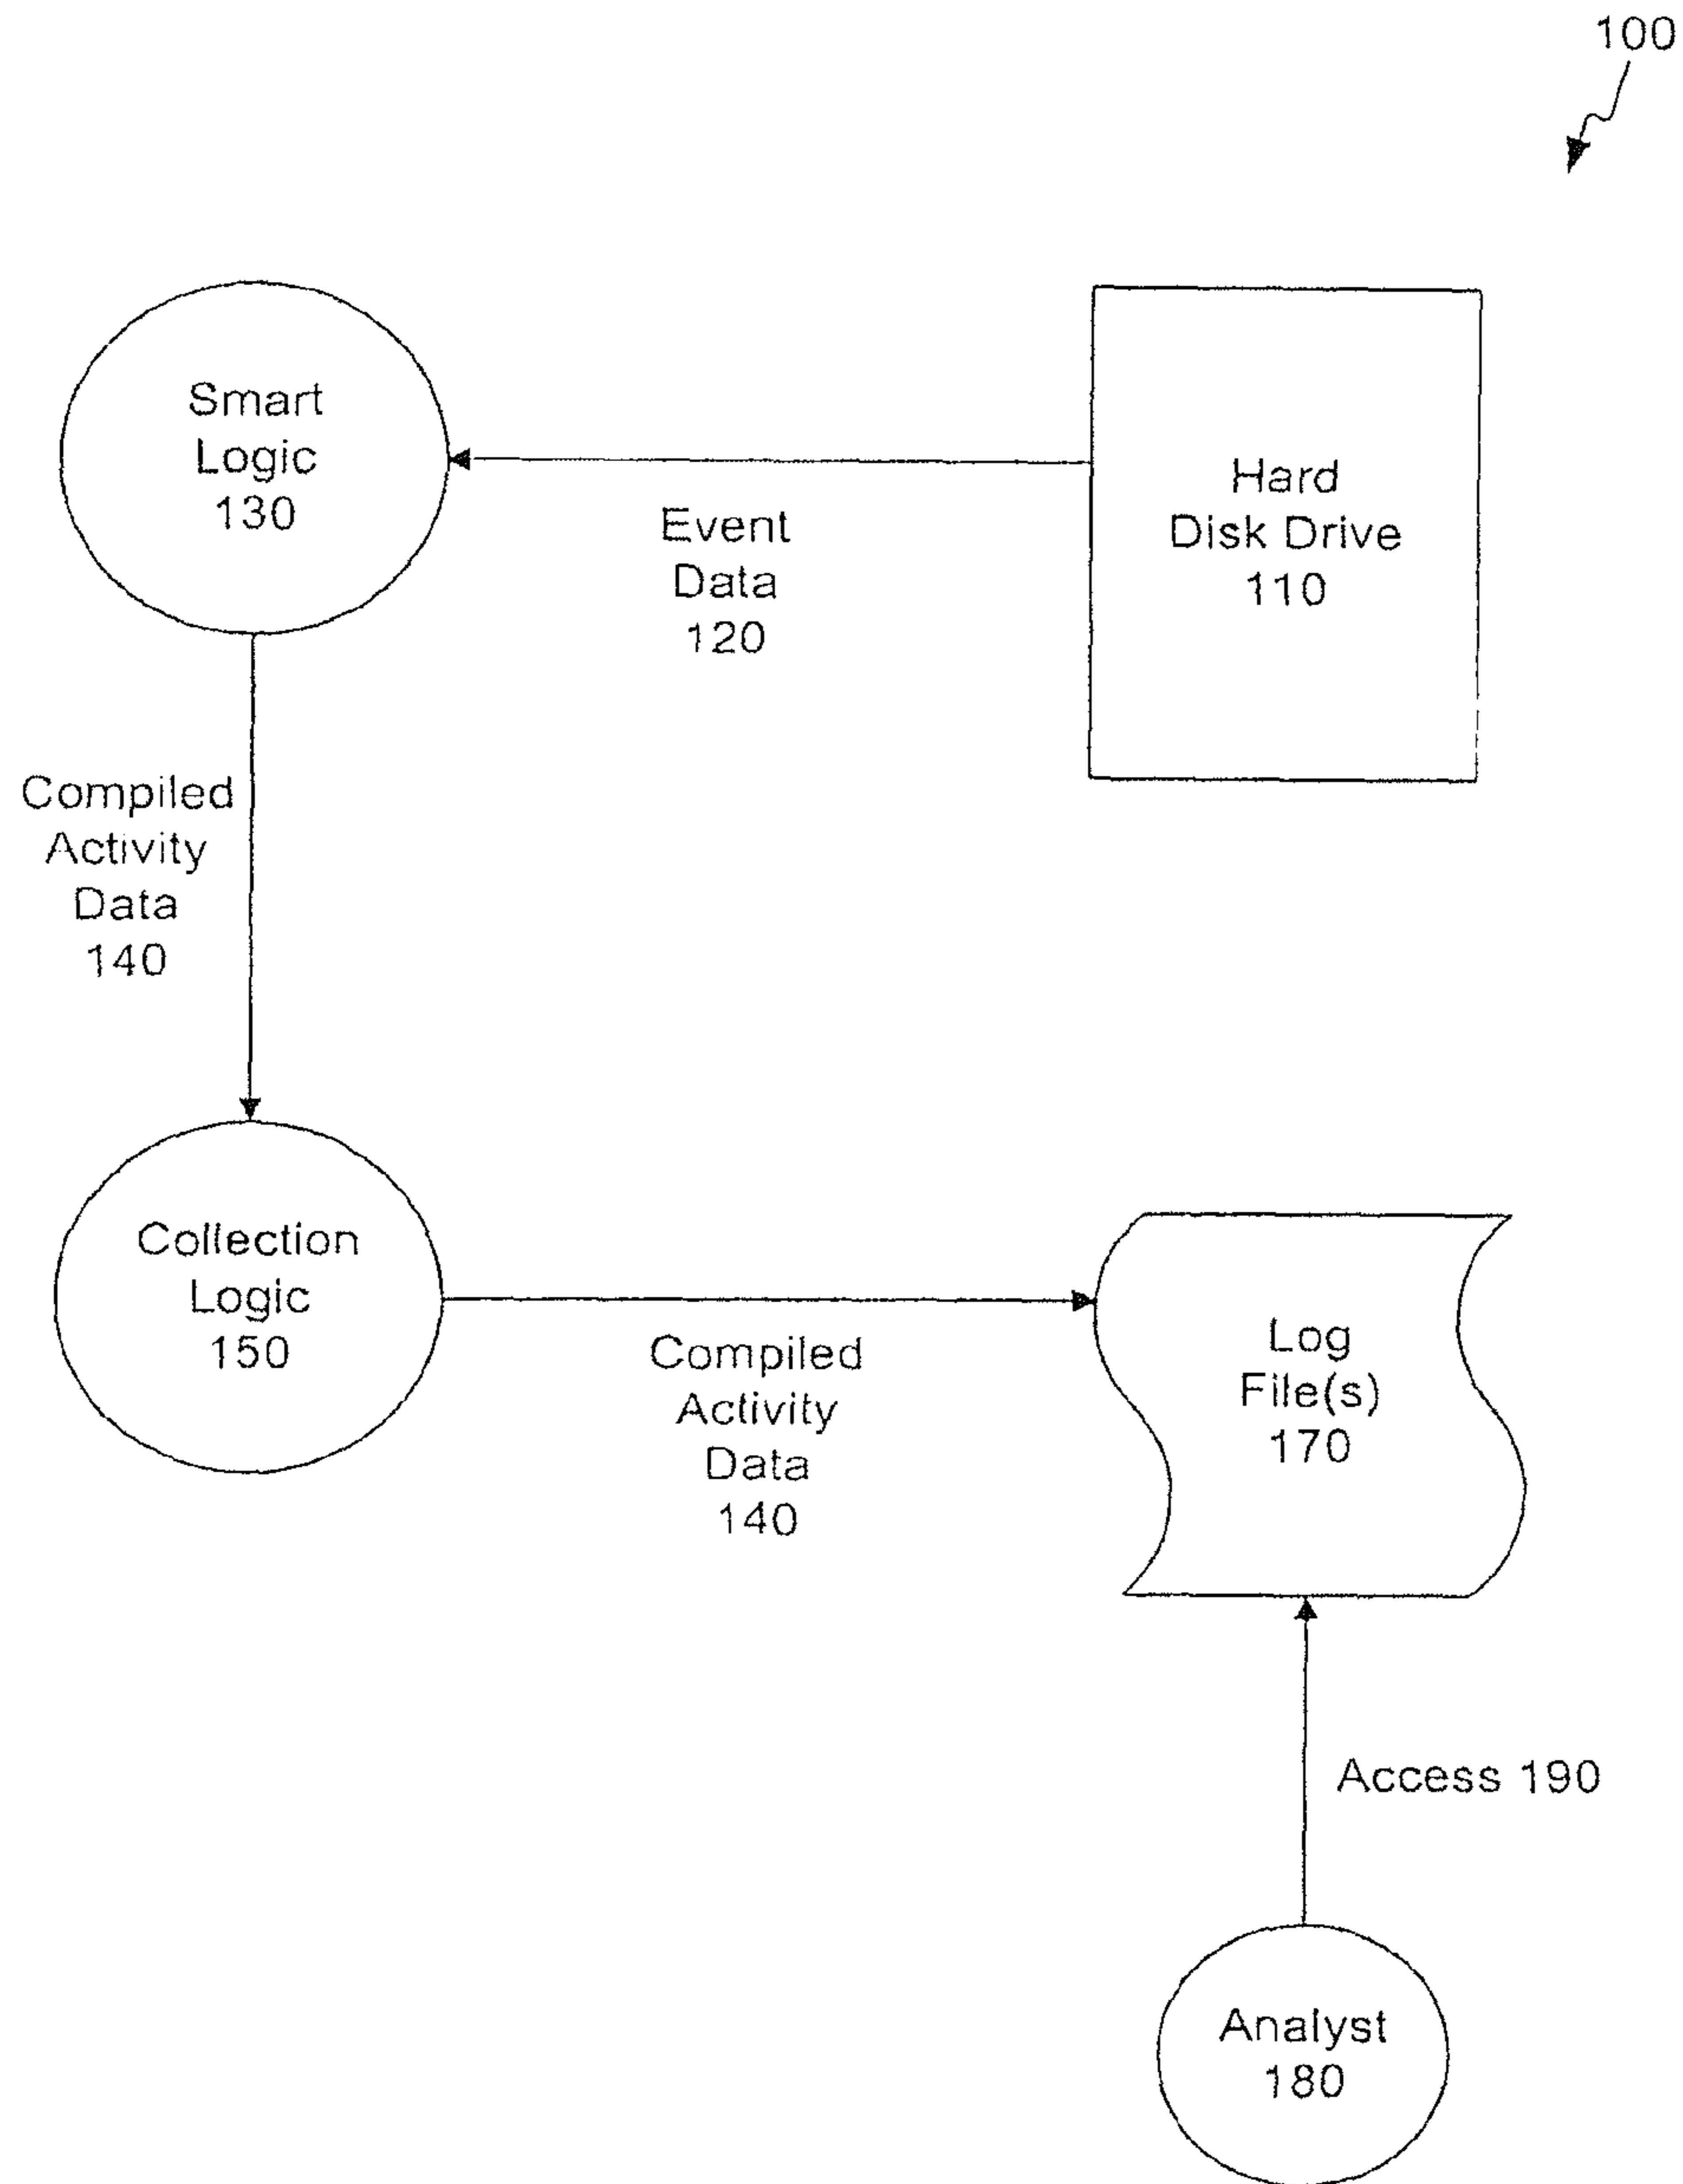 100
Smart
Logic
130
Event
Data
120
Hard
Disk Drive
110
Compiled
Activity
Data
140
Collection
Logic
150
Compiled
Activity
Data
140
Log
File(s)
170
Access 190
Analyst
180